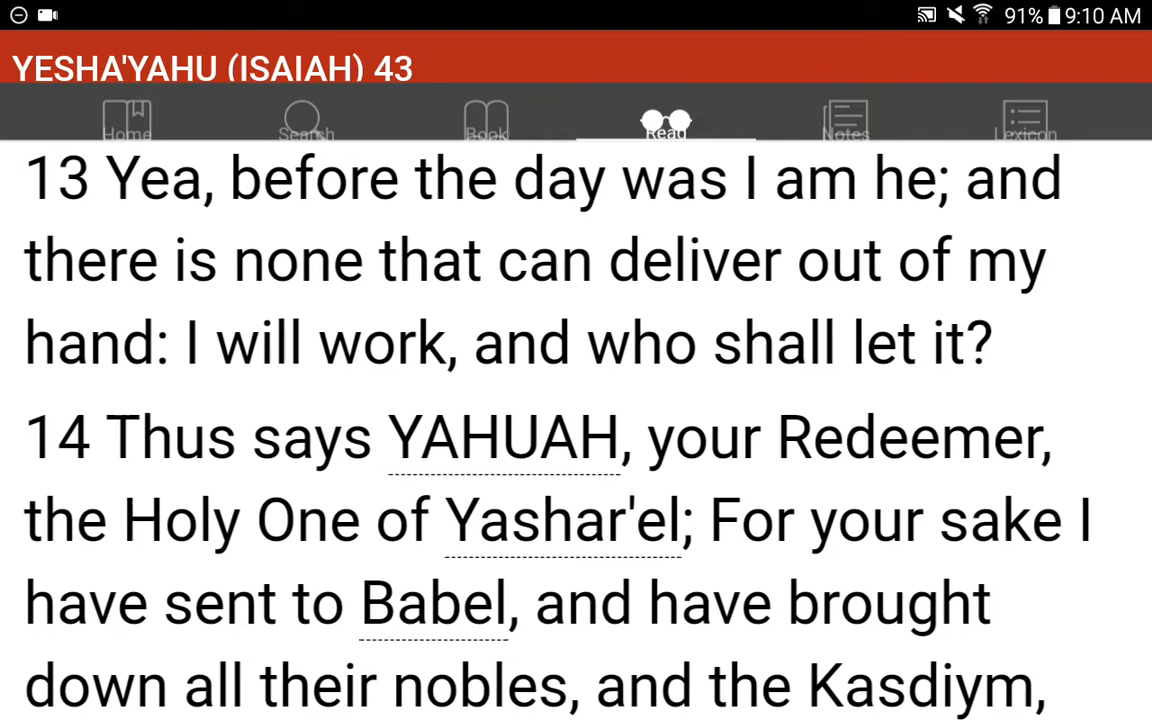 91% 9:10 AM
YESHA'YAHU (ISAIAH) 43
Home Search Book Read Notes Lexicon
13 Yea, before the day was I am he; and
there is none that can deliver out of my
hand: I will work, and who shall let it?
14 Thus says YAHUAH, your Redeemer,
the Holy One of Yashar'el; For your sake I
have sent to Babel, and have brought
down all their nobles, and the Kasdiym,